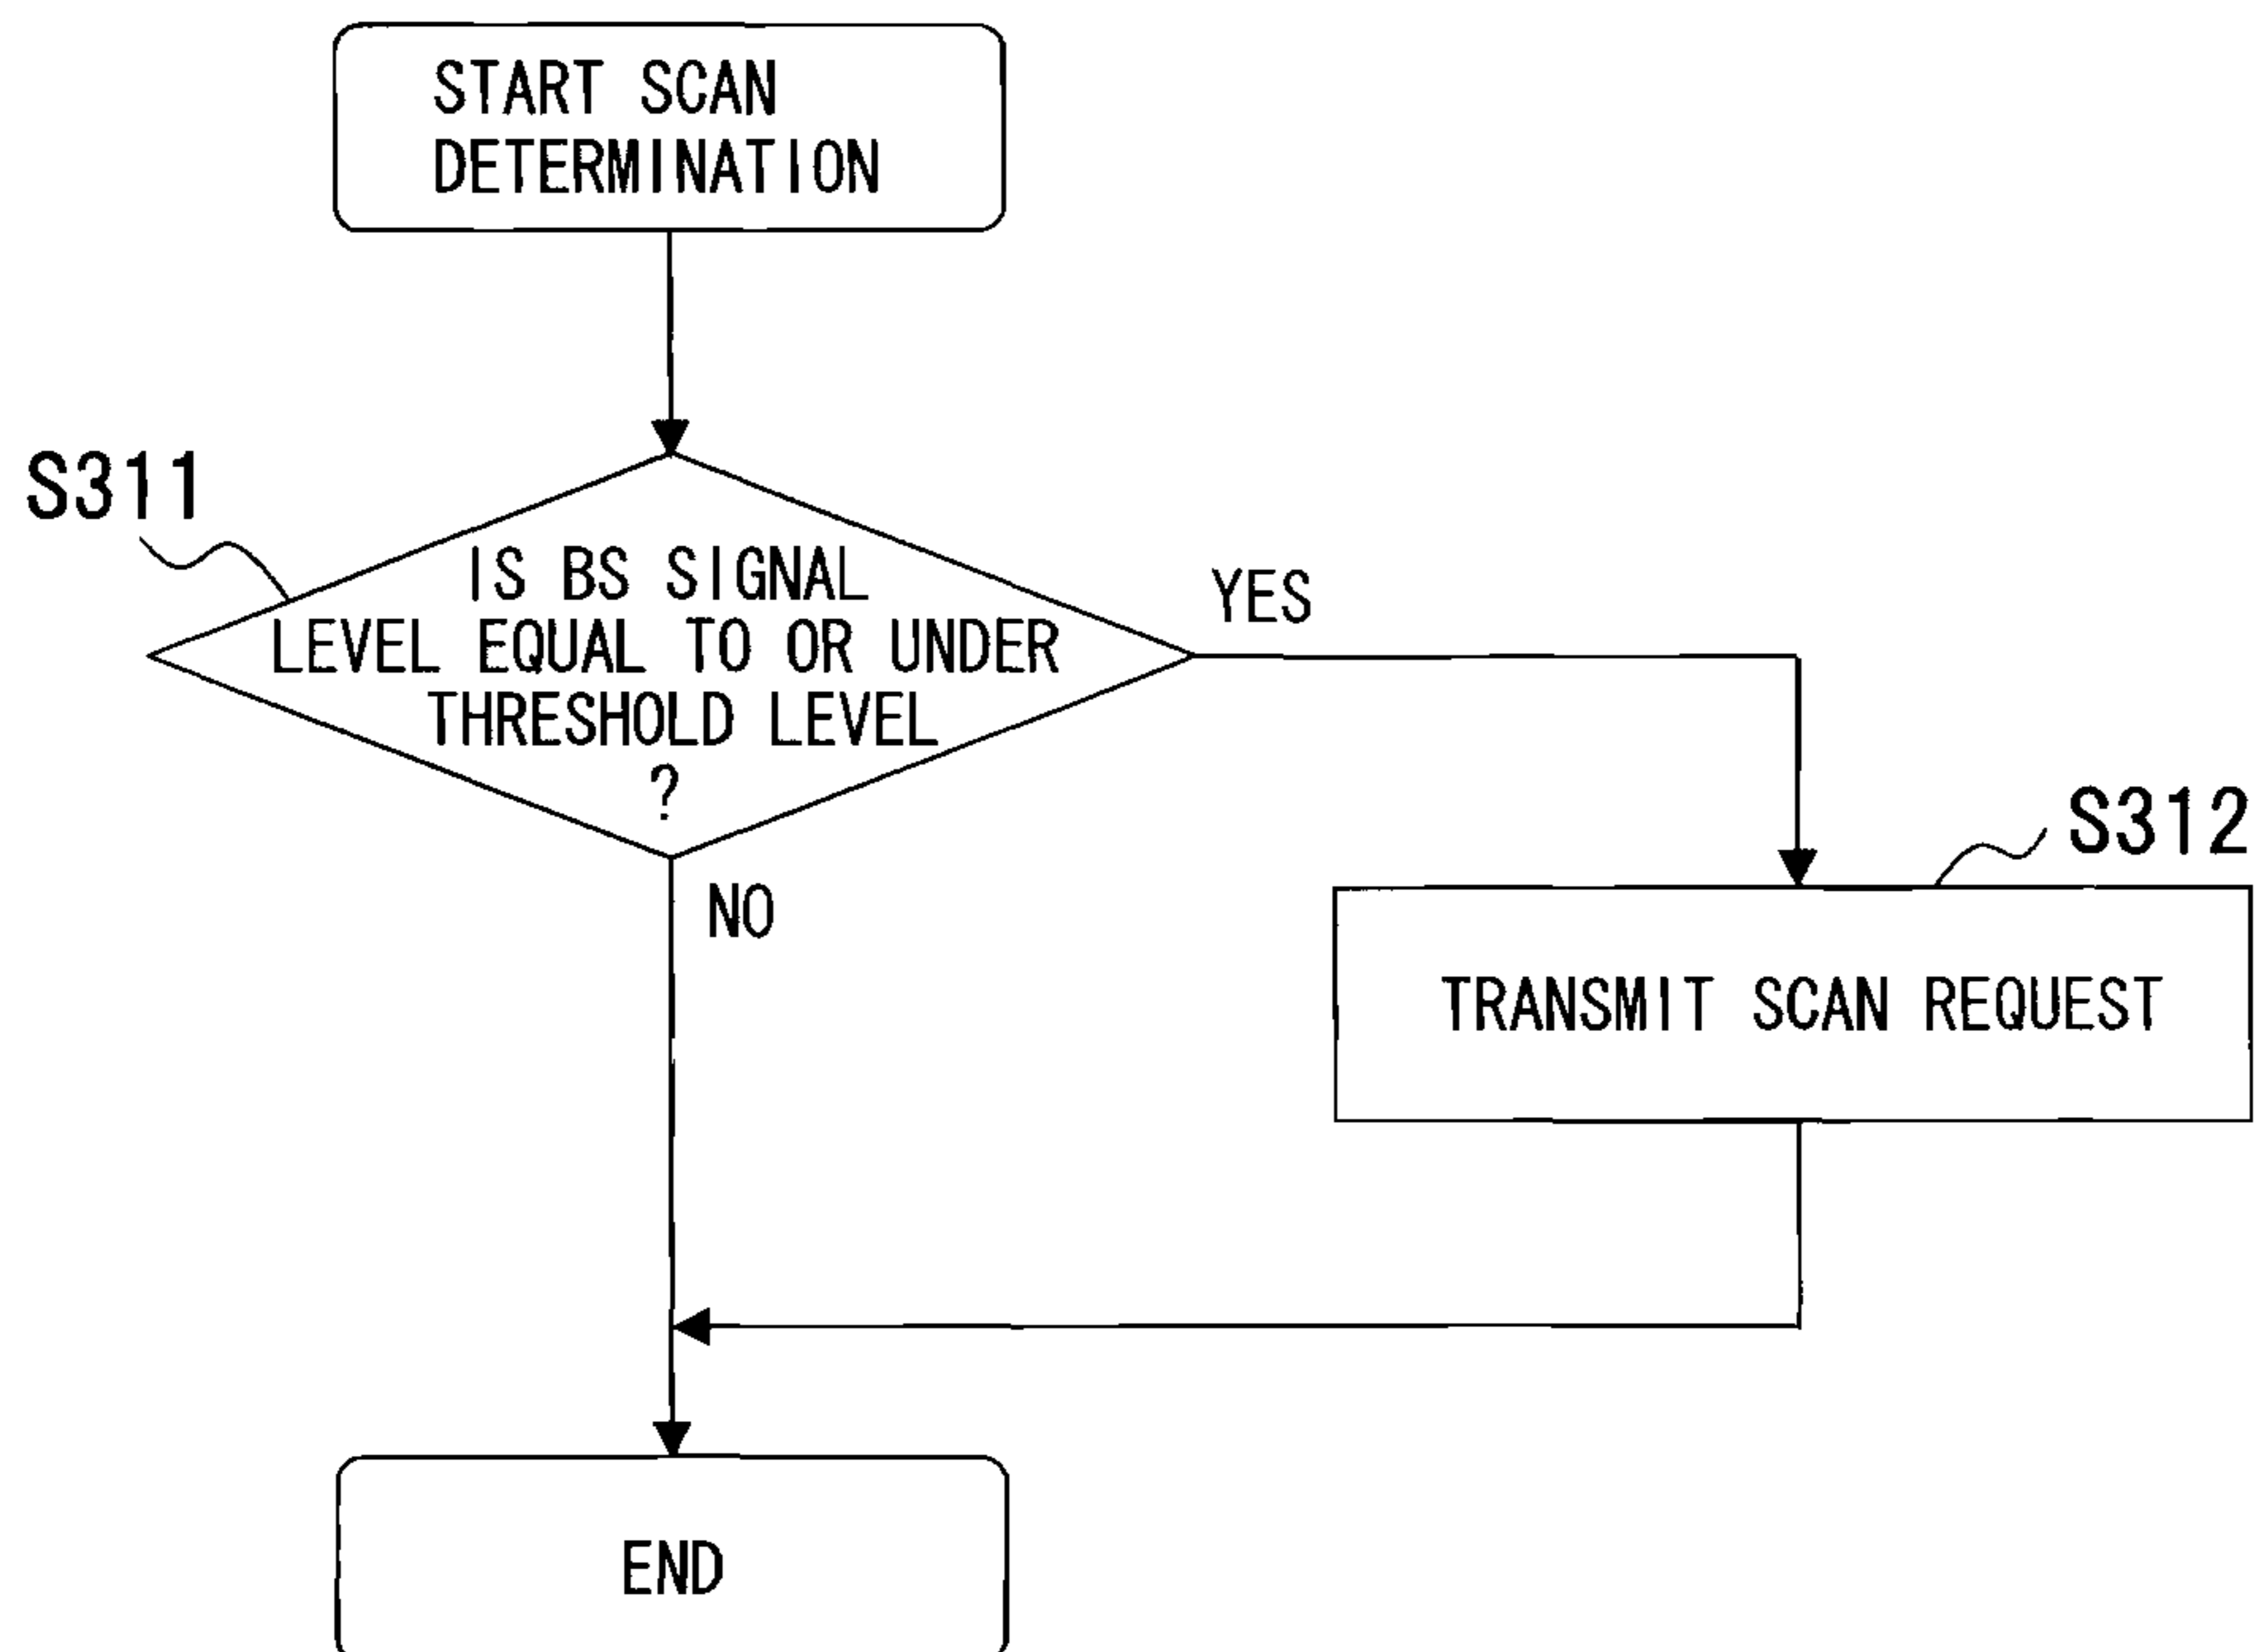 START SCAN
DETERMINATION
S311
IS BS SIGNAL
LEVEL EQUAL TO OR UNDER
THRESHOLD LEVEL
?
YES
NO
S312
TRANSMIT SCAN REQUEST
END